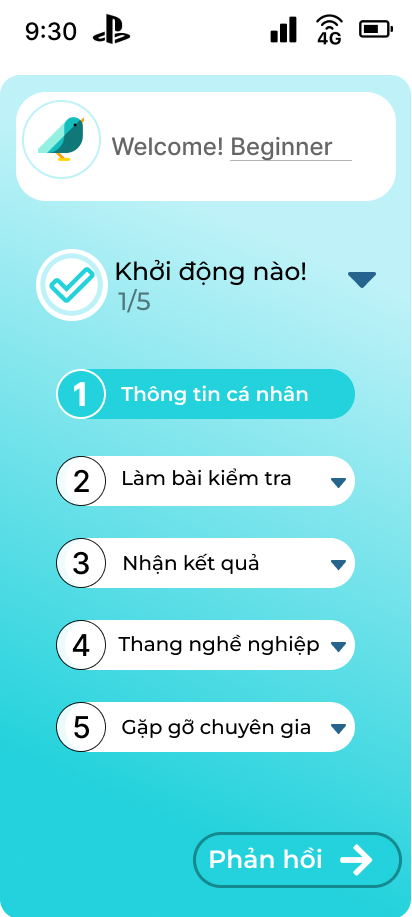 9:30
4G
Welcome! Beginner
Khởi động nào!
1/5
1 Thông tin cá nhân
2 Làm bài kiểm tra
3 Nhận kết quả
4 Thang nghề nghiệp
5 Gặp gỡ chuyên gia
Phản hồi